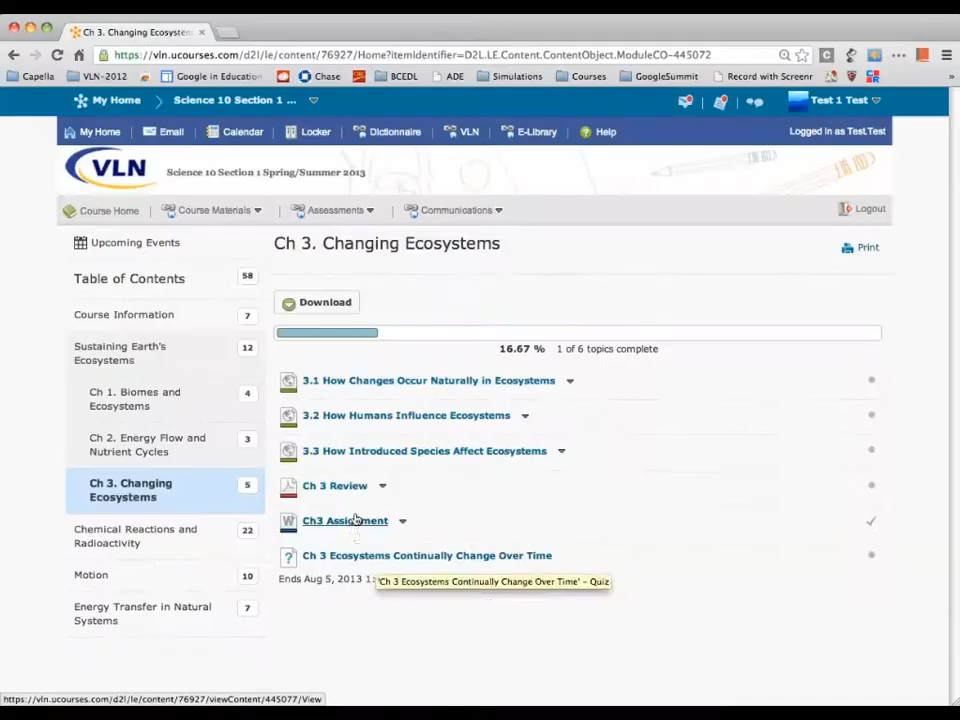 Ch 3. Changing Ecosystem
https://vln.ucourses.com/d2l/le/content/76927/Home?itemIdentifier=D2L.LE.Content.ContentObject.ModuleCO-445072
Capella VLN-2012 Google in Education Chase BCEDL ADE Simulations Courses GoogleSummit Record with Screenr
My Home Science 10 Section 1 ... Test 1 Test
My Home Email Calendar Locker Dictionnaire VLN E-Library Help Logged in as Test.Test
VLN Science 10 Section 1 Spring/Summer 2013
Course Home Course Materials Assessments Communications Logout
Upcoming Events
Table of Contents 58
Course Information 7
Sustaining Earth's Ecosystems 12
Ch 1. Biomes and Ecosystems 4
Ch 2. Energy Flow and Nutrient Cycles 3
Ch 3. Changing Ecosystems 5
Chemical Reactions and Radioactivity 22
Motion 10
Energy Transfer in Natural Systems 7
Ch 3. Changing Ecosystems
Print
Download
16.67 % 1 of 6 topics complete
3.1 How Changes Occur Naturally in Ecosystems
3.2 How Humans Influence Ecosystems
3.3 How Introduced Species Affect Ecosystems
Ch 3 Review
W Ch3 Assignment
? Ch 3 Ecosystems Continually Change Over Time
Ends Aug 5, 2013 1:
'Ch 3 Ecosystems Continually Change Over Time' - Quiz
https://vln.ucourses.com/d2l/le/content/76927/viewContent/445077/View